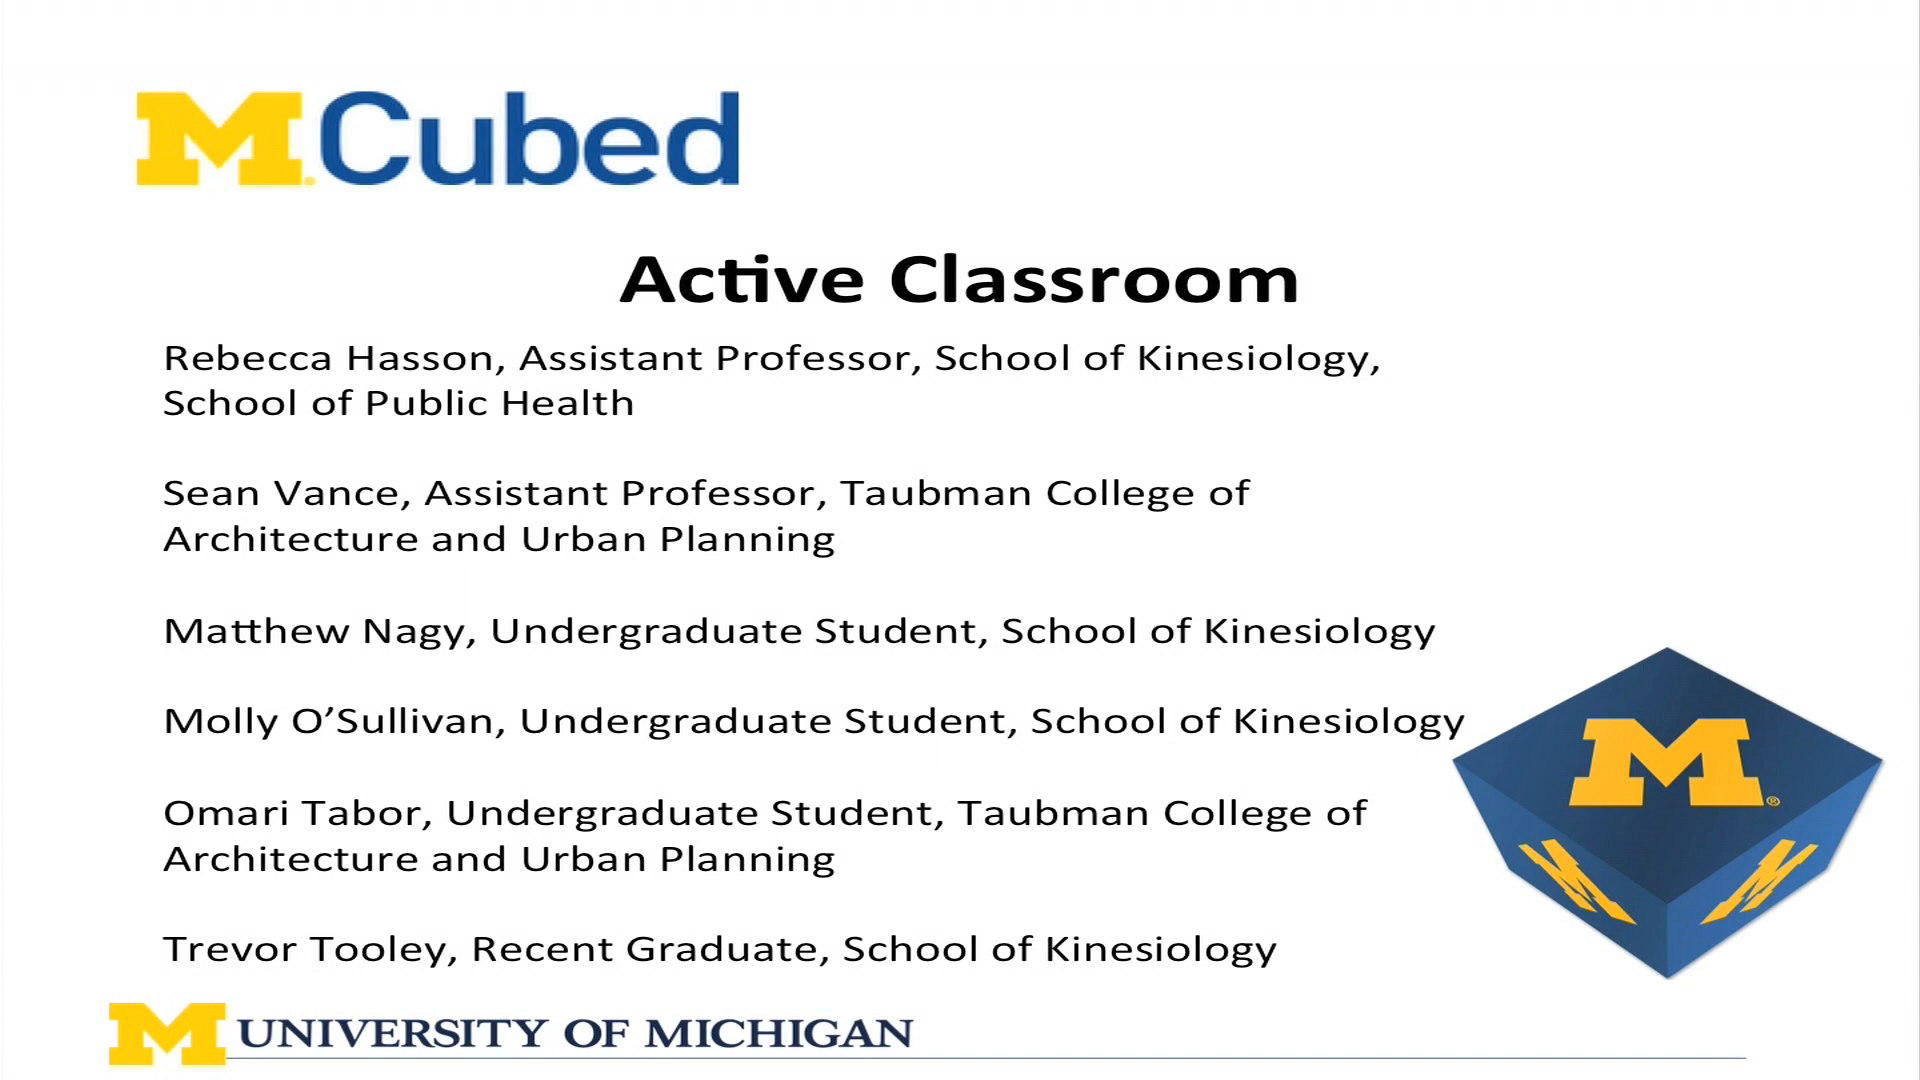 M Cubed
Active Classroom
Rebecca Hasson, Assistant Professor, School of Kinesiology,
School of Public Health
Sean Vance, Assistant Professor, Taubman College of
Architecture and Urban Planning
Matthew Nagy, Undergraduate Student, School of Kinesiology
Molly O’Sullivan, Undergraduate Student, School of Kinesiology
Omari Tabor, Undergraduate Student, Taubman College of
Architecture and Urban Planning
Trevor Tooley, Recent Graduate, School of Kinesiology
M®
M
M
M UNIVERSITY OF MICHIGAN